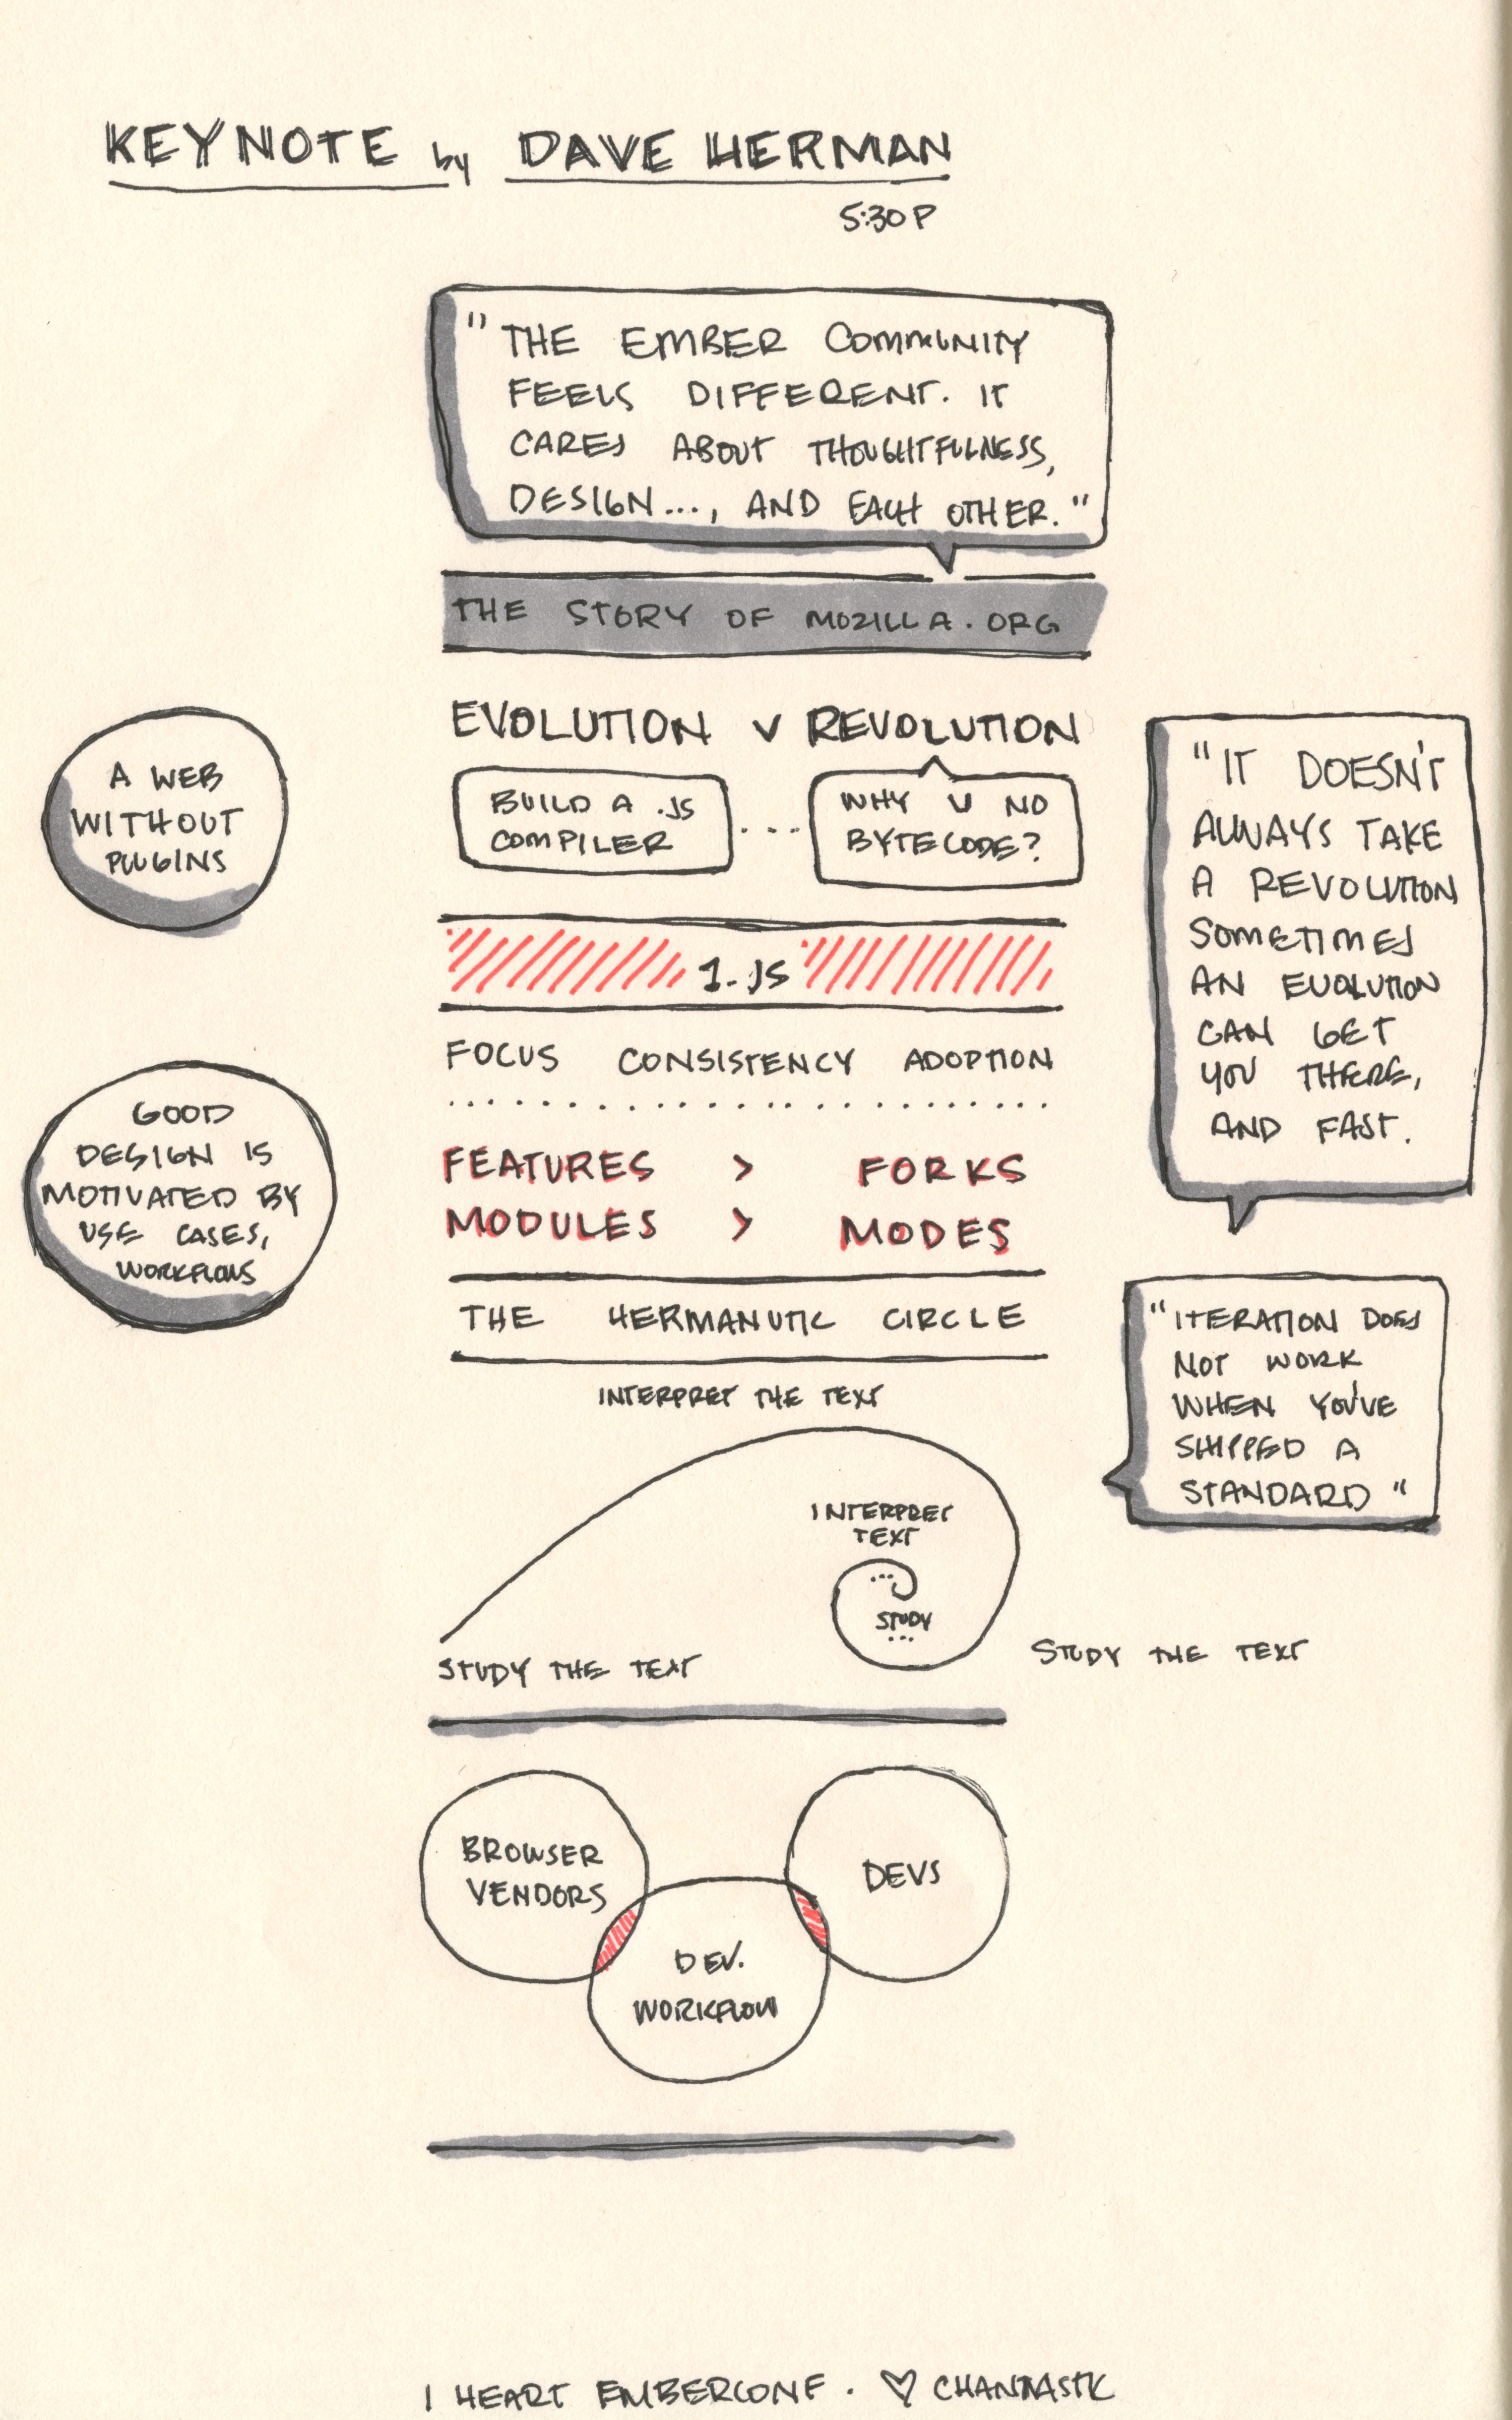 KEYNOTE by DAVE HERMAN
5:30P
"THE EMBER COMMUNITY
FEELS DIFFERENT. IT
CARES ABOUT THOUGHTFULNESS,
DESIGN..., AND EACH OTHER."
THE STORY OF MOZILLA.ORG
EVOLUTION V REVOLUTION
BUILD A .JS
COMPILER
...
WHY U NO
BYTECODE?
A WEB
WITHOUT
PLUGINS
"IT DOESN'T
ALWAYS TAKE
A REVOLUTION
SOMETIMES
AN EVOLUTION
CAN GET
YOU THERE,
AND FAST.
1.JS
FOCUS CONSISTENCY ADOPTION
FEATURES > FORKS
MODULES > MODES
GOOD
DESIGN IS
MOTIVATED BY
USE CASES,
WORKFLOWS
THE HERMANUTIC CIRCLE
"ITERATION DOES
NOT WORK
WHEN YOU'VE
SHIPPED A
STANDARD"
INTERPRET THE TEXT
INTERPRET
TEXT
...
STUDY
...
STUDY THE TEXT
STUDY THE TEXT
BROWSER
VENDORS
DEVS
DEV.
WORKFLOW
I HEART EMBERCONF. ♡ CHANTASTIC